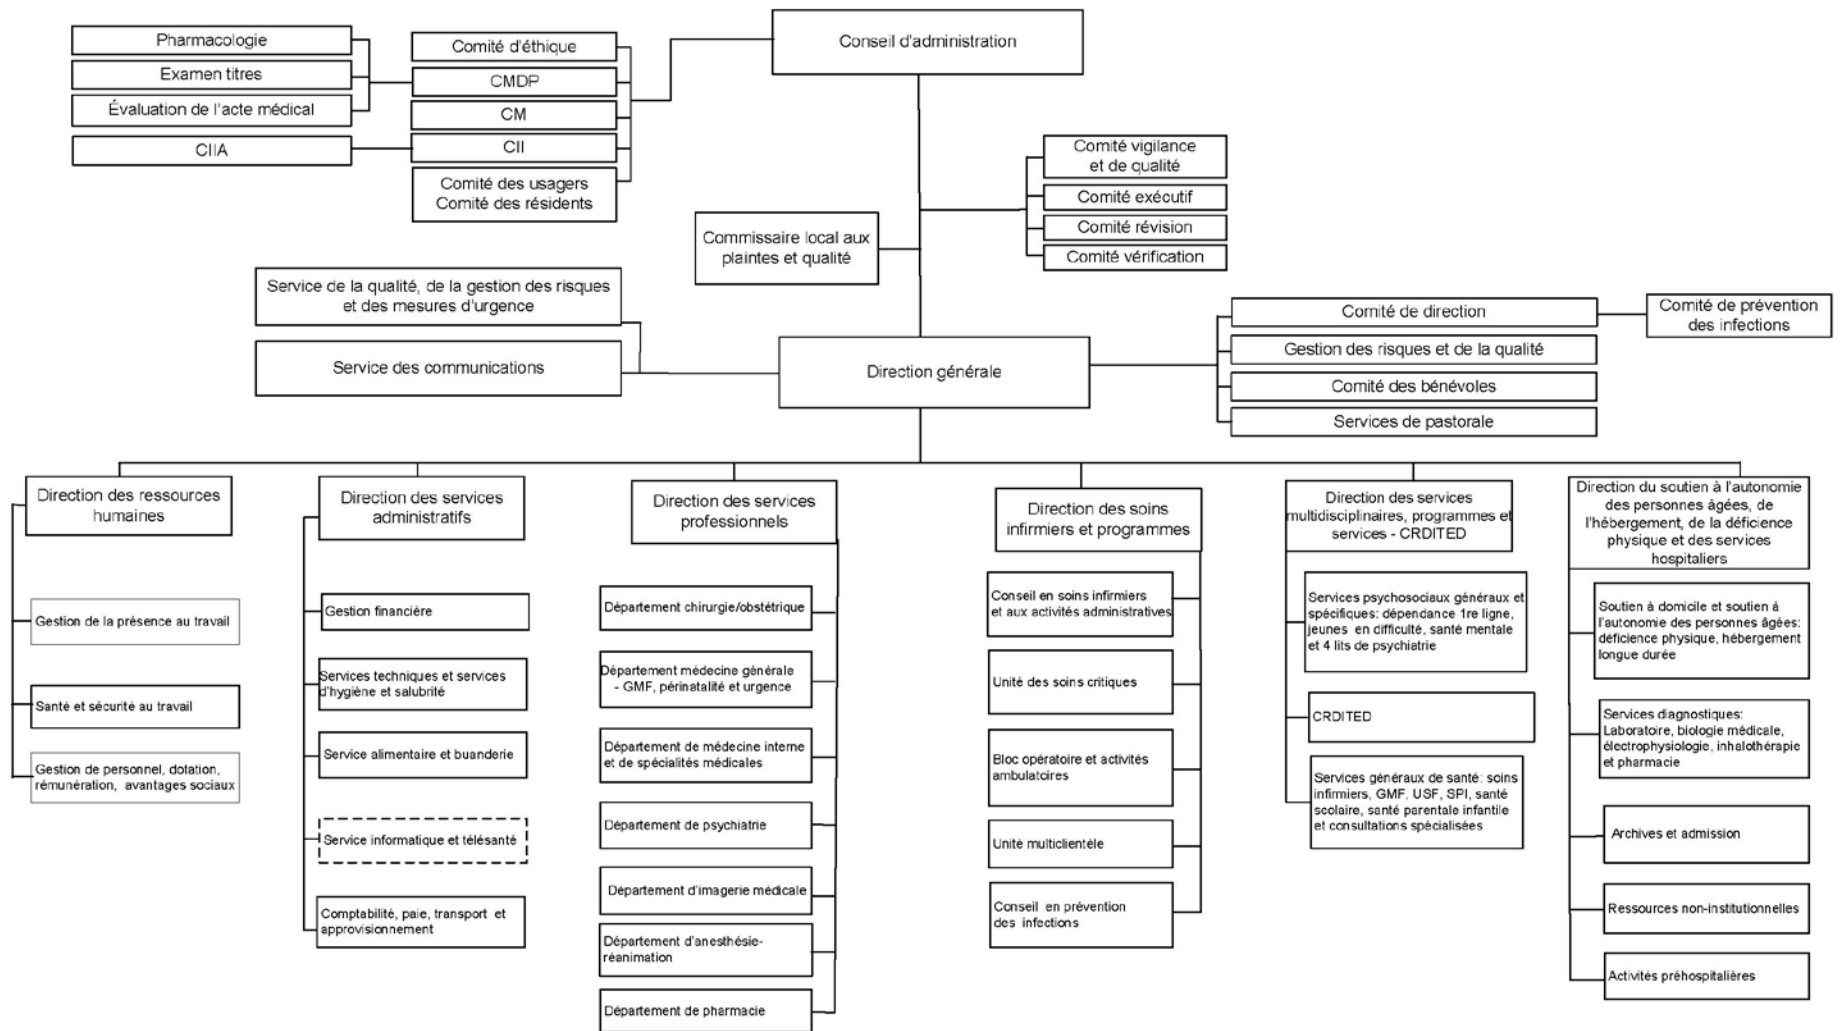 Pharmacologie
Examen titres
Évaluation de l'acte médical
CIIA
Comité d'éthique
CMDP
CM
CII
Comité des usagers
Comité des résidents
Conseil d'administration
Comité vigilance
et de qualité
Comité exécutif
Comité révision
Comité vérification
Commissaire local aux
plaintes et qualité
Service de la qualité, de la gestion des risques
et des mesures d'urgence
Service des communications
Direction générale
Comité de direction
Gestion des risques et de la qualité
Comité des bénévoles
Services de pastorale
Comité de prévention
des infections
Direction des ressources
humaines
Gestion de la présence au travail
Santé et sécurité au travail
Gestion de personnel, dotation,
rémunération, avantages sociaux
Direction des services
administratifs
Gestion financière
Services techniques et services
d'hygiène et salubrité
Service alimentaire et buanderie
Service informatique et télésanté
Comptabilité, paie, transport et
approvisionnement
Direction des services
professionnels
Département chirurgie/obstétrique
Département médecine générale
- GMF, périnatalité et urgence
Département de médecine interne
et de spécialités médicales
Département de psychiatrie
Département d'imagerie médicale
Département d'anesthésie-
réanimation
Département de pharmacie
Direction des soins
infirmiers et programmes
Conseil en soins infirmiers
et aux activités administratives
Unité des soins critiques
Bloc opératoire et activités
ambulatoires
Unité multiclientéle
Conseil en prévention
des infections
Direction des services
multidisciplinaires, programmes et
services - CRDITED
Services psychosociaux généraux et
spécifiques: dépendance 1re ligne,
jeunes en difficulté, santé mentale
et 4 lits de psychiatrie
CRDITED
Services généraux de santé: soins
infirmiers, GMF, USF, SPI, santé
scolaire, santé parentale infantile
et consultations spécialisées
Direction du soutien à l'autonomie
des personnes âgées, de
l'hébergement, de la déficience
physique et des services
hospitaliers
Soutien à domicile et soutien à
l'autonomie des personnes âgées:
déficience physique, hébergement
longue durée
Services diagnostiques:
Laboratoire, biologie médicale,
électrophysiologie, inhalothérapie
et pharmacie
Archives et admission
Ressources non-institutionnelles
Activités préhospitalières